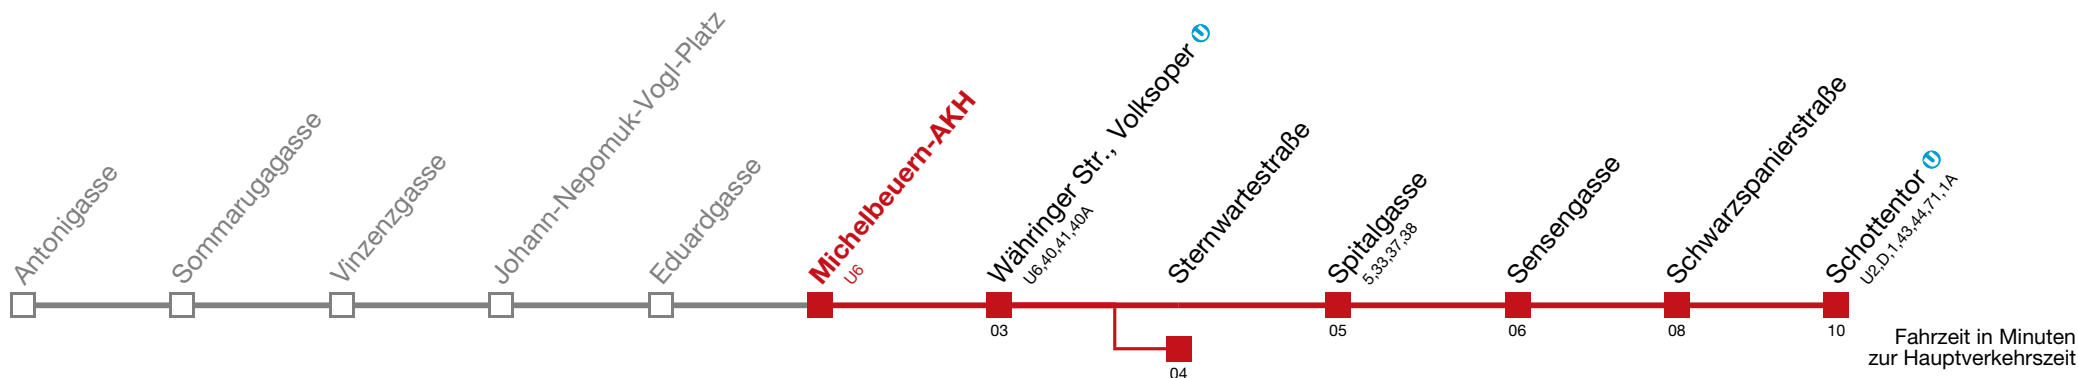 Antonigasse
Sommarugagasse
Vinzenzgasse
Johann-Nepomuk-Vogl-Platz
Eduardgasse
Michelbeuern-AKH
U6
Währinger Str., Volksoper U
U6,40,41,40A
Sternwartestraße
Spitalgasse
5,33,37,38
Sensengasse
Schwarzspanierstraße
Schottentor U
U2,D,1,43,44,71,1A
03
04
05
06
08
10
Fahrzeit in Minuten
zur Hauptverkehrszeit